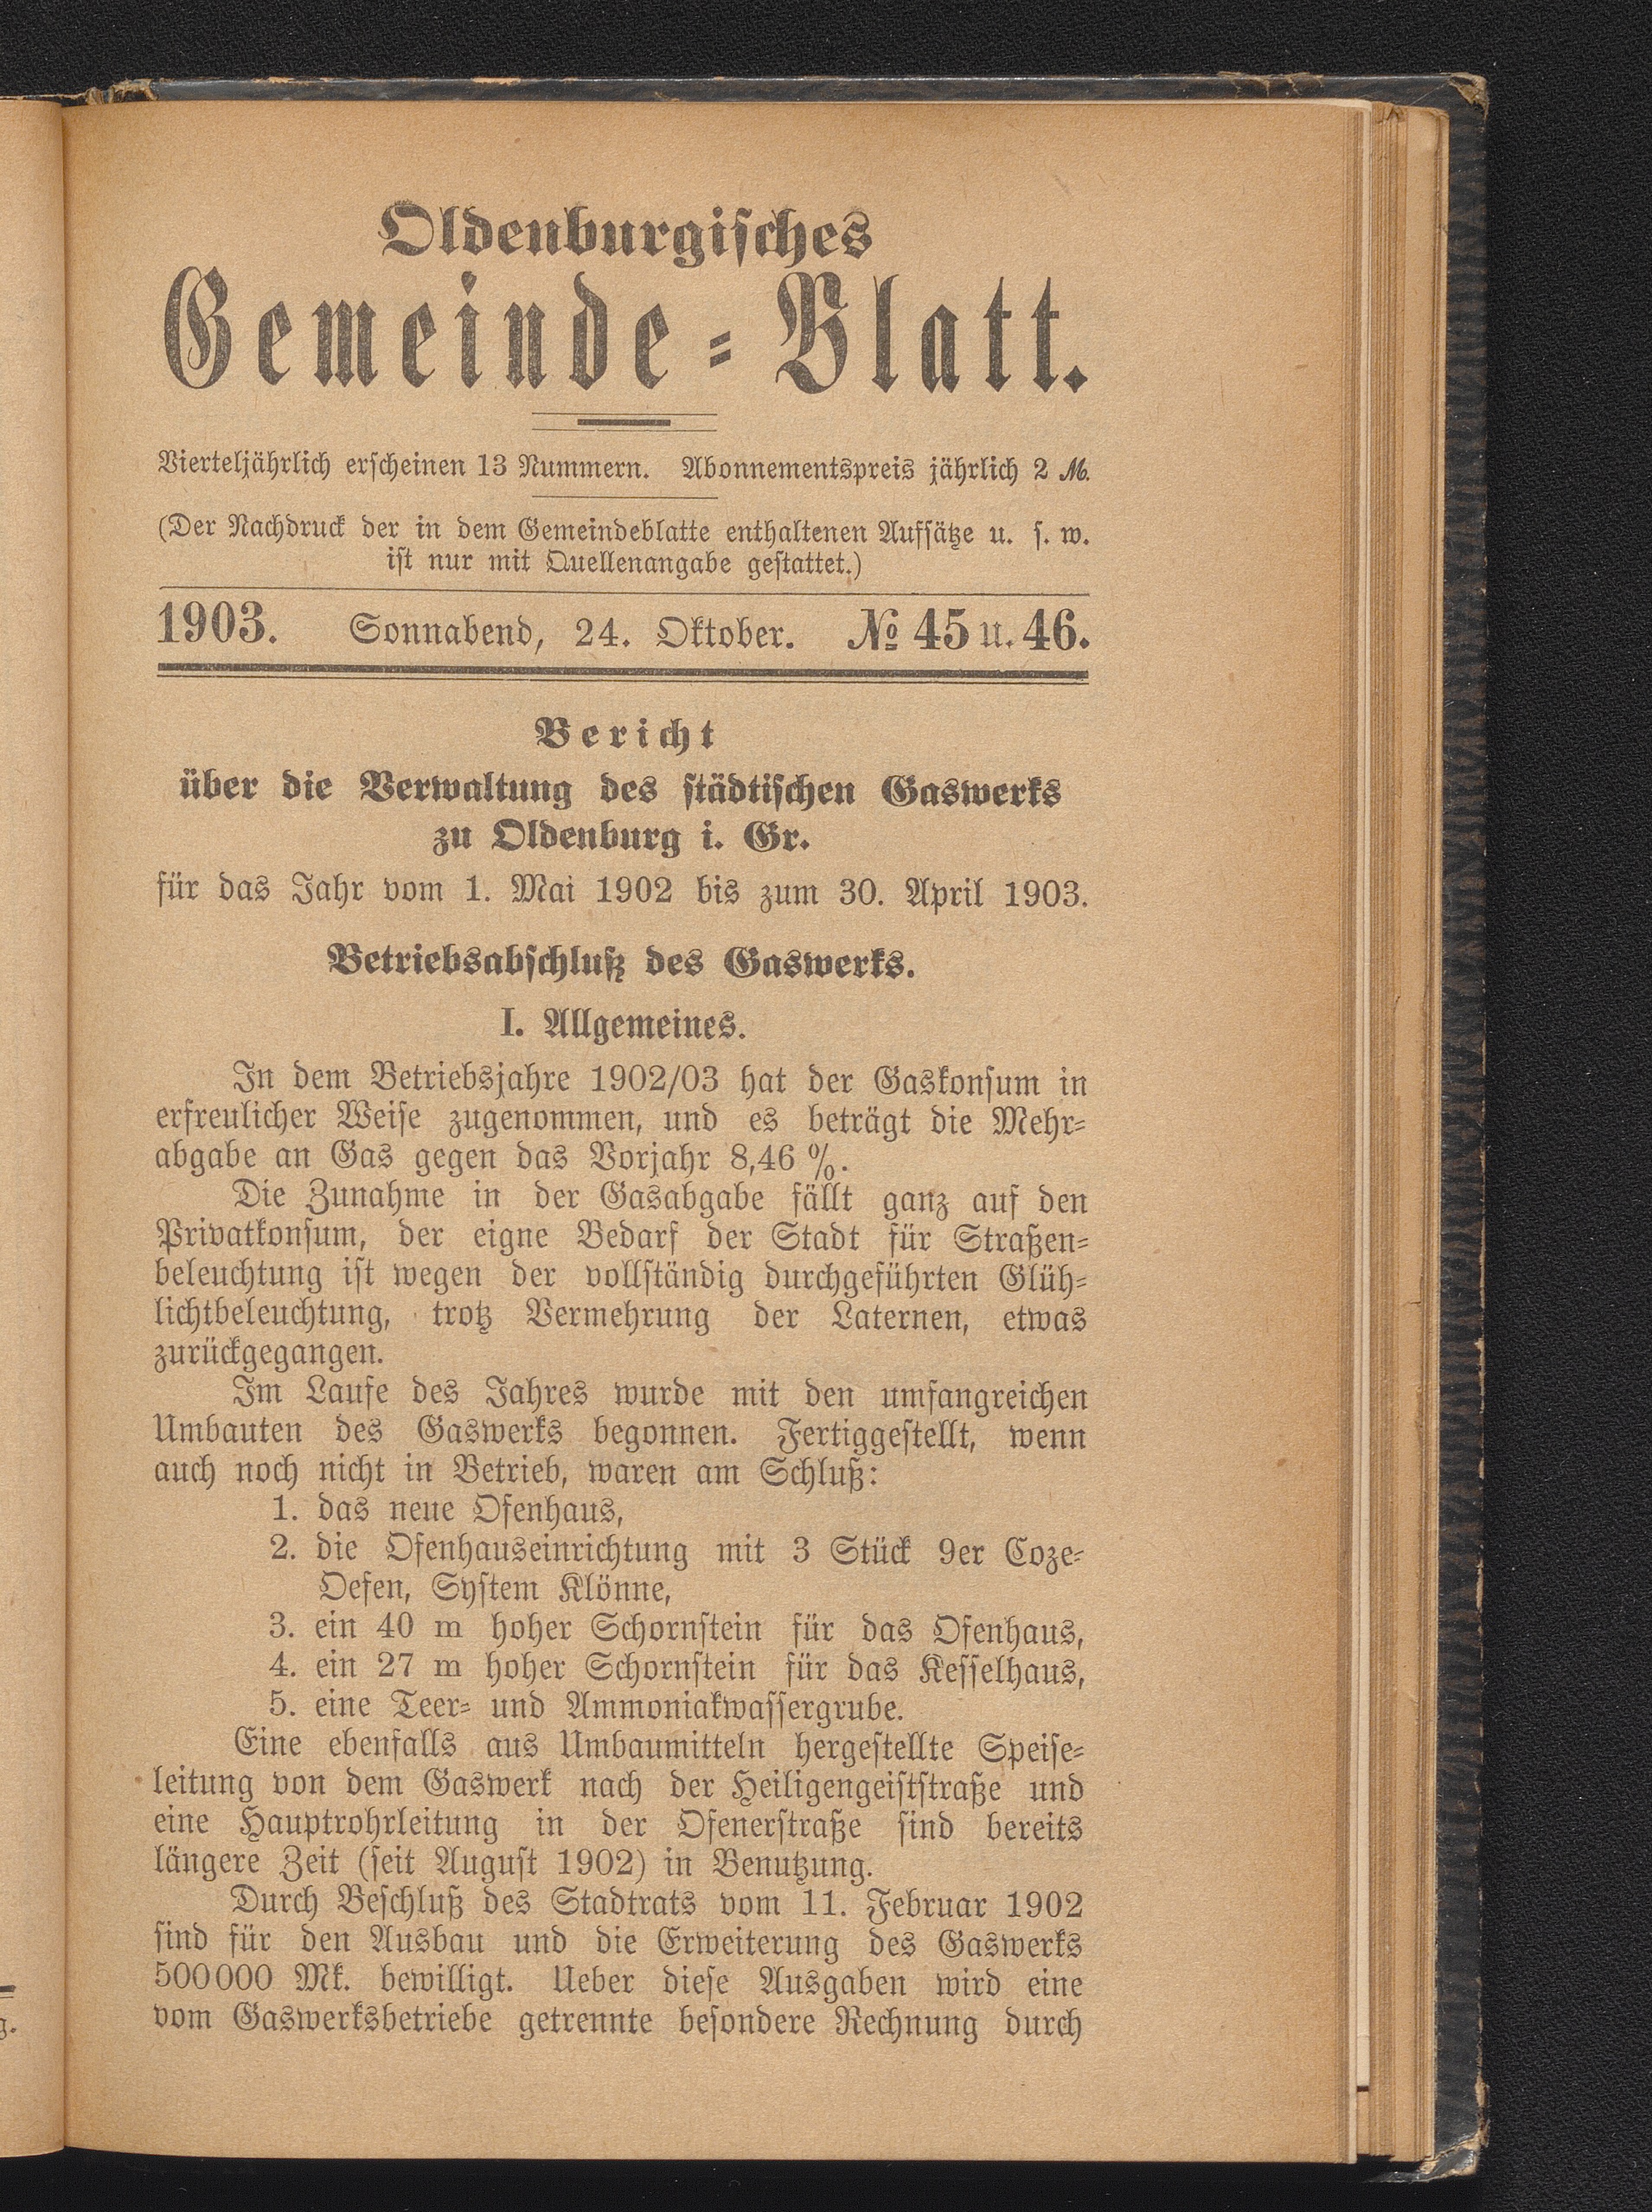 Oldenburgisches
Gemeinde-Blatt.
Vierteljährlich erscheinen 13 Nummern. Abonnementspreis jährlich 2 ℳ.
(Der Nachdruck der in dem Gemeindeblatte enthaltenen Aufsätze u. s. w.
ist nur mit Quellenangabe gestattet.)
1903. Sonnabend, 24. Oktober. № 45 u. 46.
Bericht
über die Verwaltung des städtischen Gaswerks
zu Oldenburg i. Gr.
für das Jahr vom 1. Mai 1902 bis zum 30. April 1903.
Betriebsabschluß des Gaswerks.
I. Allgemeines.
In dem Betriebsjahre 1902/03 hat der Gaskonsum in
erfreulicher Weise zugenommen, und es beträgt die Mehr-
abgabe an Gas gegen das Vorjahr 8,46 %.
Die Zunahme in der Gasabgabe fällt ganz auf den
Privatkonsum, der eigne Bedarf der Stadt für Straßen-
beleuchtung ist wegen der vollständig durchgeführten Glüh-
lichtbeleuchtung, trotz Vermehrung der Laternen, etwas
zurückgegangen.
Im Laufe des Jahres wurde mit den umfangreichen
Umbauten des Gaswerks begonnen. Fertiggestellt, wenn
auch noch nicht in Betrieb, waren am Schluß:
1. das neue Ofenhaus,
2. die Ofenhauseinrichtung mit 3 Stück 9er Coze-
Oefen, System Klönne,
3. ein 40 m hoher Schornstein für das Ofenhaus,
4. ein 27 m hoher Schornstein für das Kesselhaus,
5. eine Teer- und Ammoniakwassergrube.
Eine ebenfalls aus Umbaumitteln hergestellte Speise-
leitung von dem Gaswerk nach der Heiligengeiststraße und
eine Hauptrohrleitung in der Ofenerstraße sind bereits
längere Zeit (seit August 1902) in Benutzung.
Durch Beschluß des Stadtrats vom 11. Februar 1902
sind für den Ausbau und die Erweiterung des Gaswerks
500000 Mk. bewilligt. Ueber diese Ausgaben wird eine
vom Gaswerksbetriebe getrennte besondere Rechnung durch